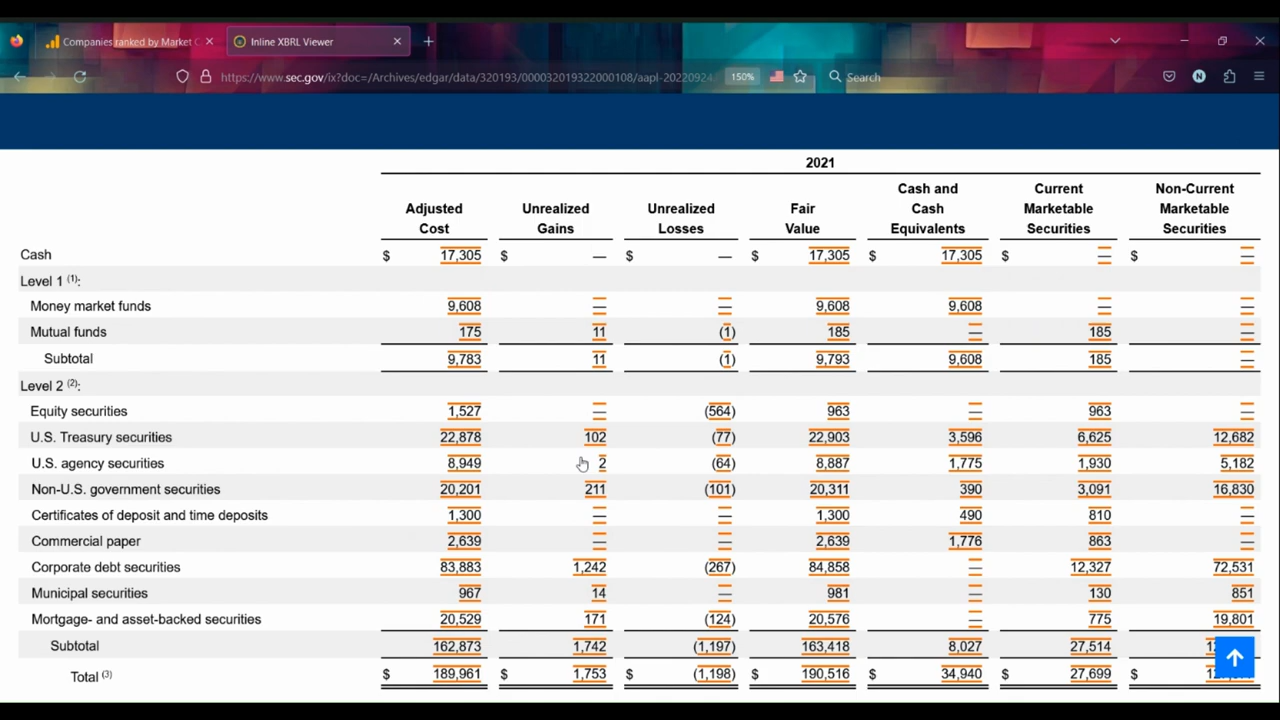 Companies ranked by Market C
Inline XBRL Viewer
https://www.sec.gov/ix?doc=/Archives/edgar/data/320193/000032019322000108/aapl-20220924.
150%
Search
2021
Adjusted Cost Unrealized Gains Unrealized Losses Fair Value Cash and Cash Equivalents Current Marketable Securities Non-Current Marketable Securities
Cash $ 17,305 $ — $ — $ 17,305 $ 17,305 $ — $ —
Level 1 (1):
Money market funds 9,608 — — 9,608 9,608 — —
Mutual funds 175 11 (1) 185 — 185 —
Subtotal 9,783 11 (1) 9,793 9,608 185 —
Level 2 (2):
Equity securities 1,527 — (564) 963 — 963 —
U.S. Treasury securities 22,878 102 (77) 22,903 3,596 6,625 12,682
U.S. agency securities 8,949 2 (64) 8,887 1,775 1,930 5,182
Non-U.S. government securities 20,201 211 (101) 20,311 390 3,091 16,830
Certificates of deposit and time deposits 1,300 — — 1,300 490 810 —
Commercial paper 2,639 — — 2,639 1,776 863 —
Corporate debt securities 83,883 1,242 (267) 84,858 — 12,327 72,531
Municipal securities 967 14 — 981 — 130 851
Mortgage- and asset-backed securities 20,529 171 (124) 20,576 — 775 19,801
Subtotal 162,873 1,742 (1,197) 163,418 8,027 27,514
Total (3) $ 189,961 $ 1,753 $ (1,198) $ 190,516 $ 34,940 $ 27,699 $